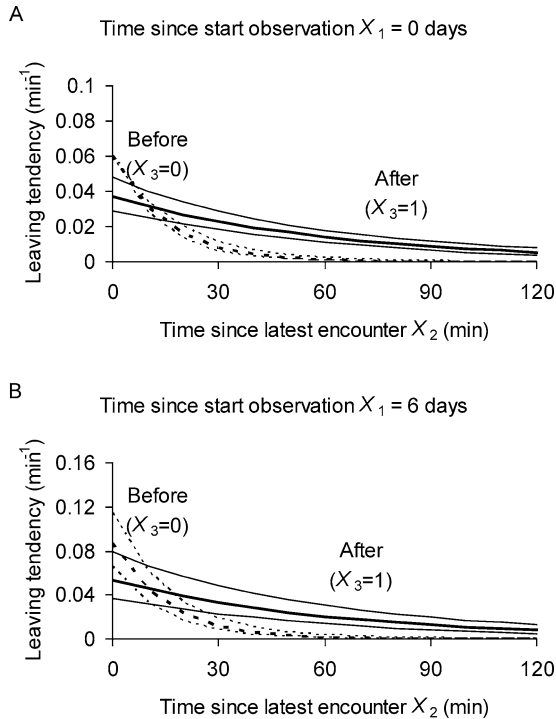 A
Time since start observation X1 = 0 days
Leaving tendency (min-1)
0.1
0.08
0.06
0.04
0.02
0
Before
(X3=0)
After
(X3=1)
0 30 60 90 120
Time since latest encounter X2 (min)
B
Time since start observation X1 = 6 days
Leaving tendency (min-1)
0.16
0.12
0.08
0.04
0
Before
(X3=0)
After
(X3=1)
0 30 60 90 120
Time since latest encounter X2 (min)